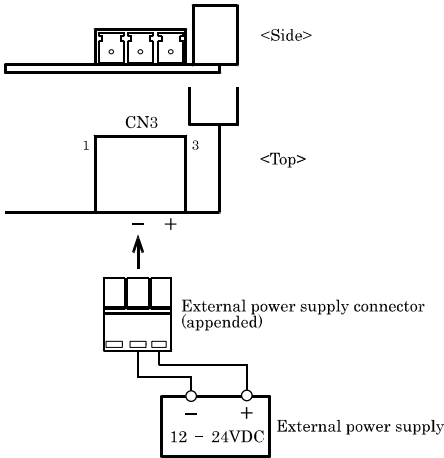 <Side>
CN3
1 3
<Top>
− +
External power supply connector
(appended)
− +
12 − 24VDC
External power supply